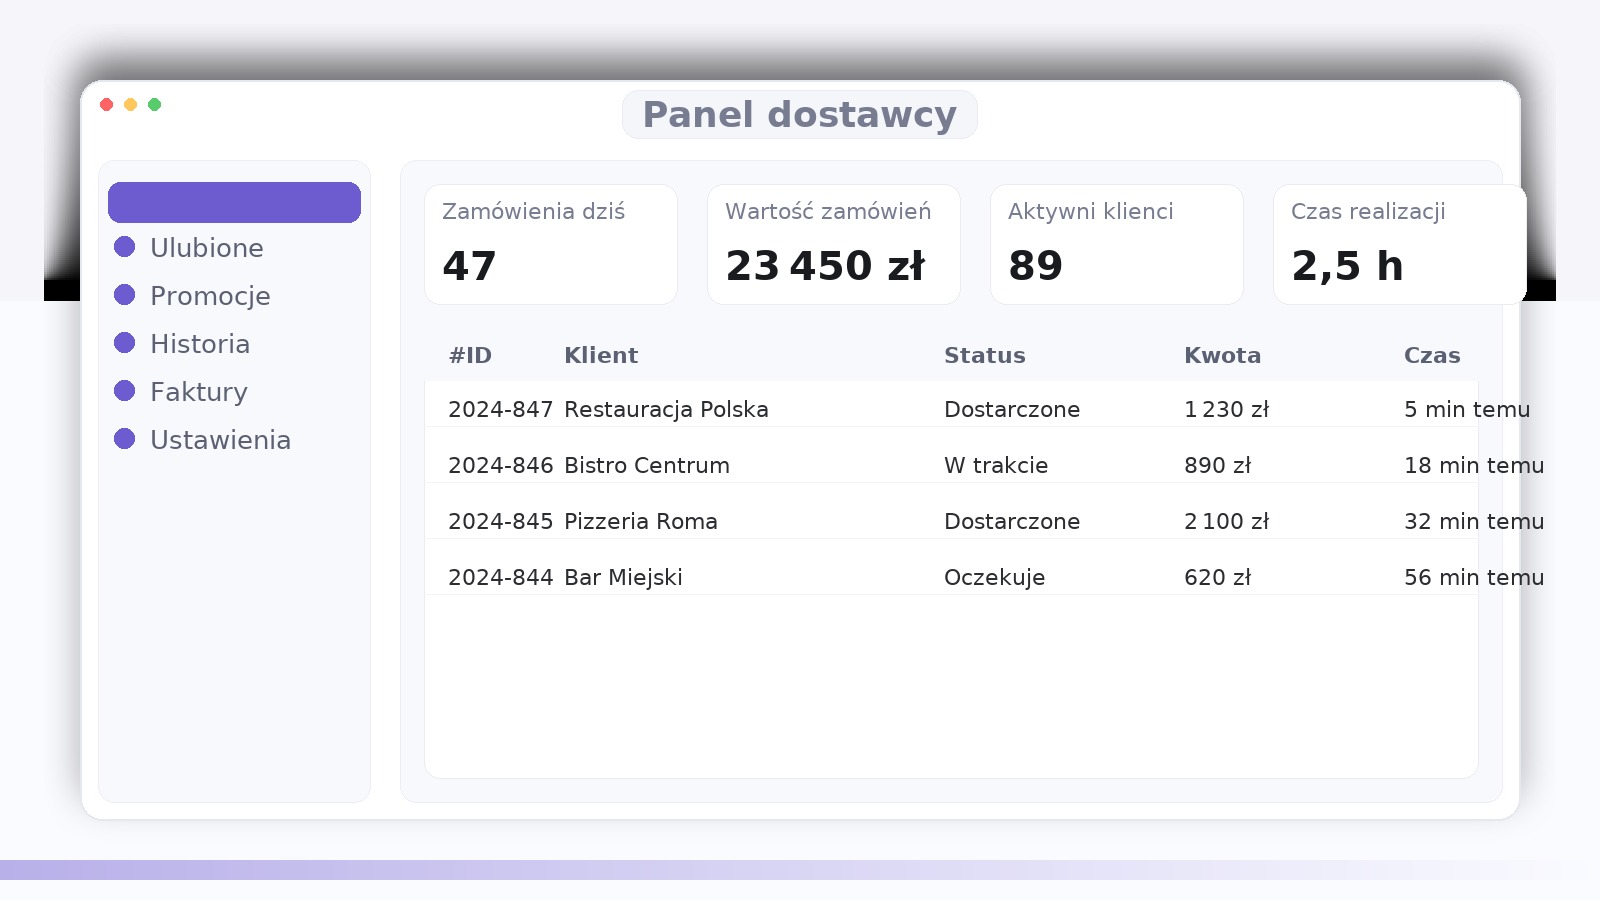 Panel dostawcy
Ulubione
Promocje
Historia
Faktury
Ustawienia
Zamówienia dziś
47
Wartość zamówień
23 450 zł
Aktywni klienci
89
Czas realizacji
2,5 h
#ID Klient Status Kwota Czas
2024-847 Restauracja Polska Dostarczone 1 230 zł 5 min temu
2024-846 Bistro Centrum W trakcie 890 zł 18 min temu
2024-845 Pizzeria Roma Dostarczone 2 100 zł 32 min temu
2024-844 Bar Miejski Oczekuje 620 zł 56 min temu